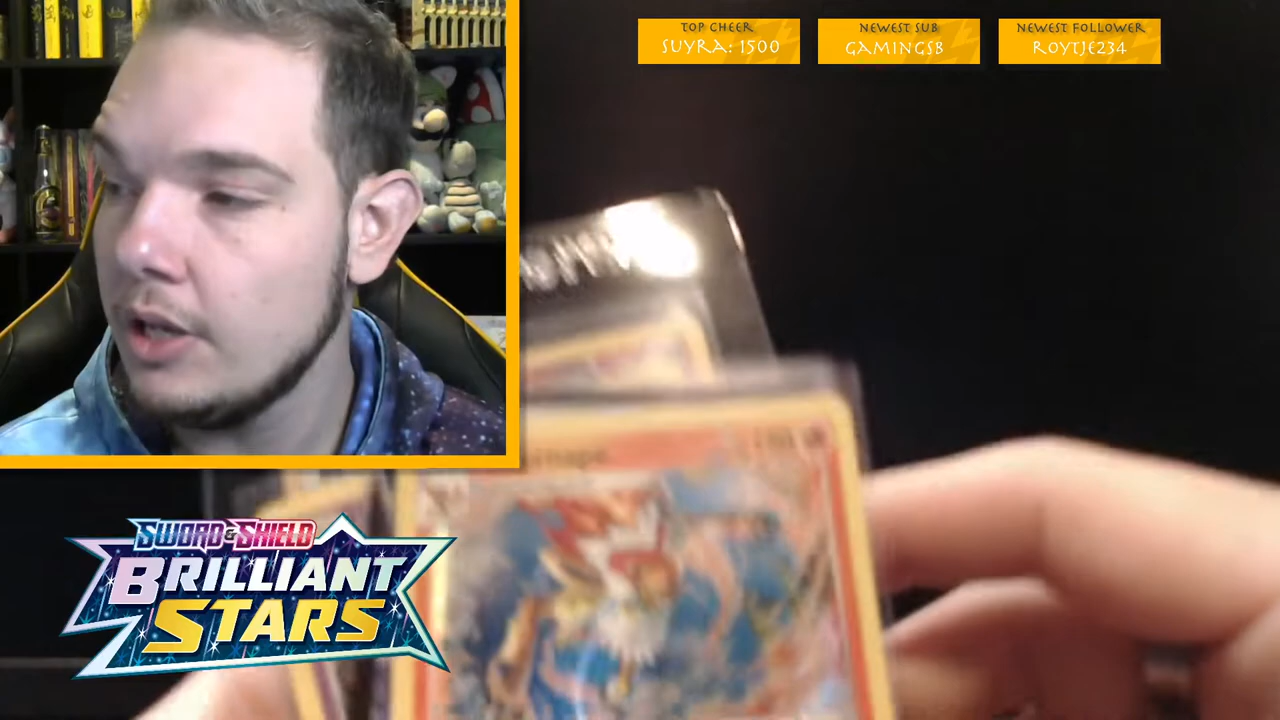 TOP CHEER
SUYRA: 1500
NEWEST SUB
GAMINGSB
NEWEST FOLLOWER
ROYTJE234
SWORD & SHIELD
BRILLIANT
STARS